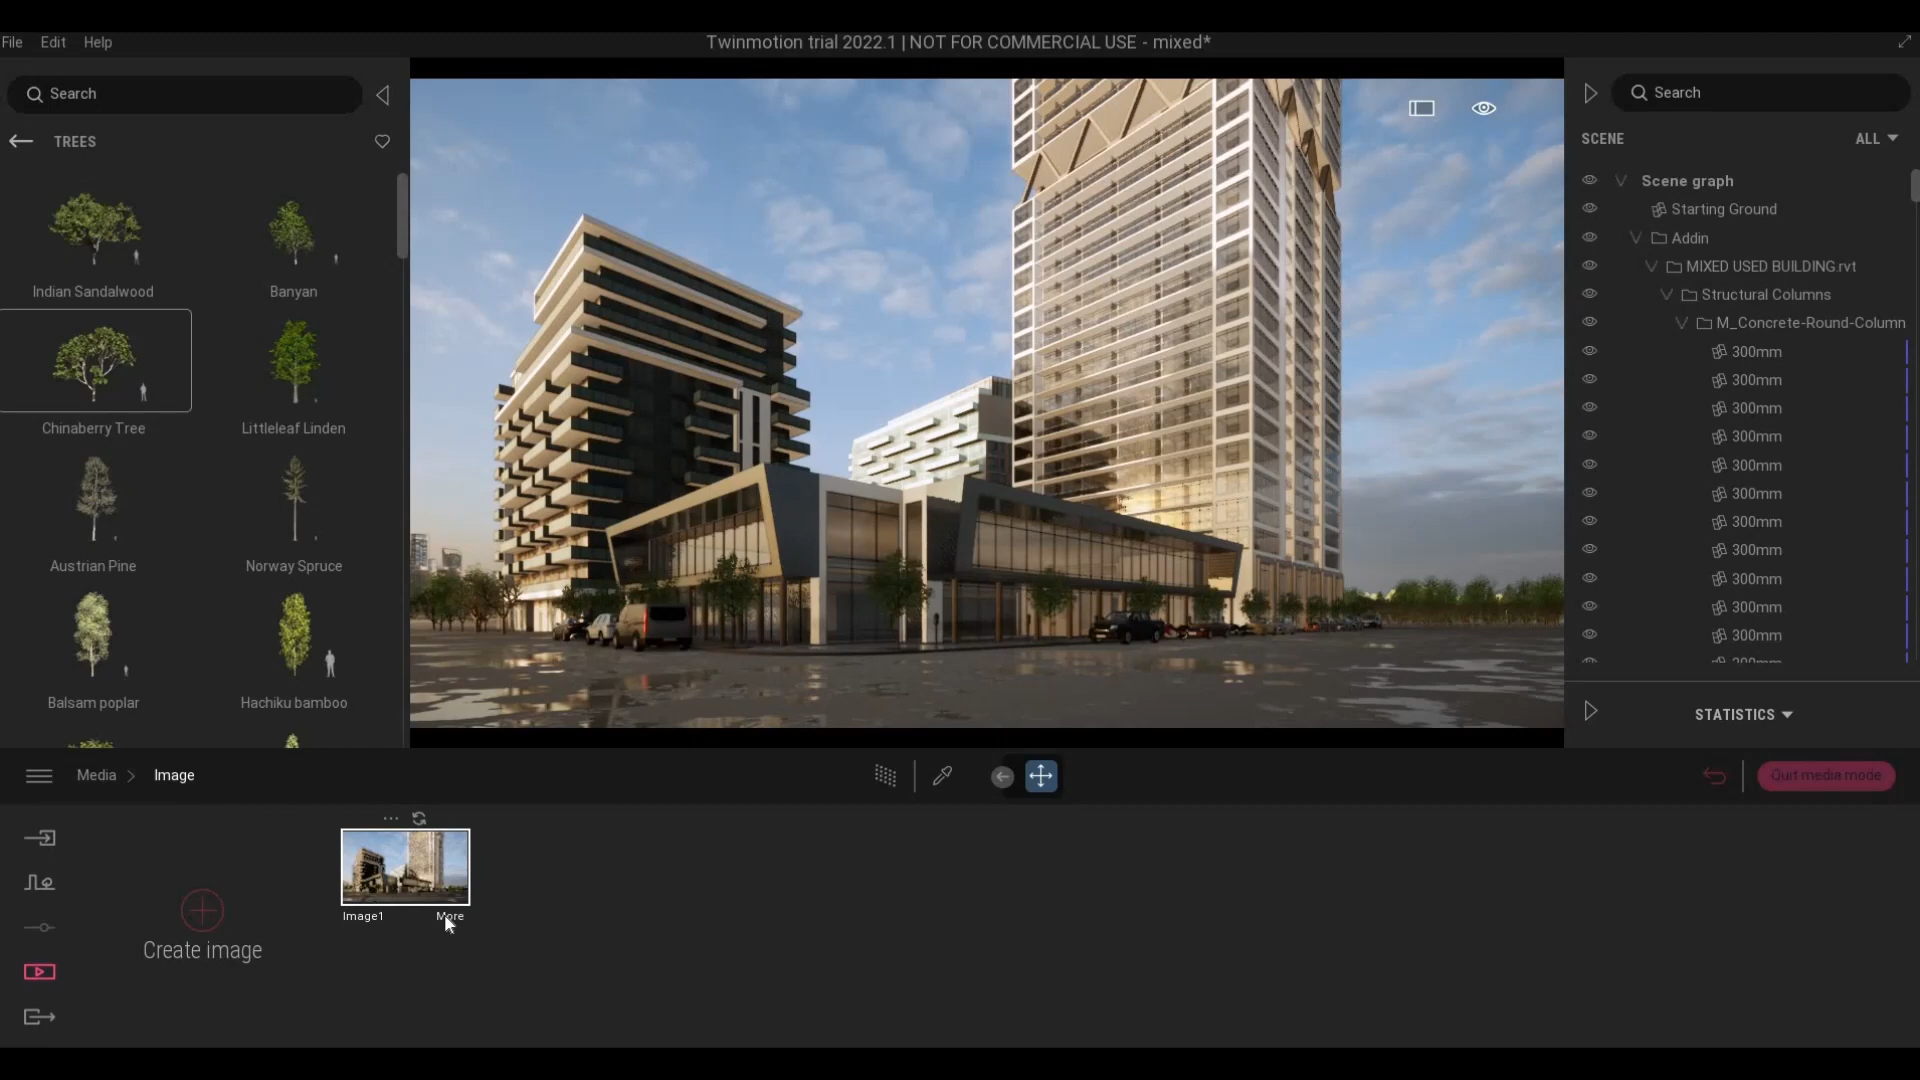 File Edit Help
Twinmotion trial 2022.1 | NOT FOR COMMERCIAL USE - mixed*
Search
TREES
Indian Sandalwood
Banyan
Chinaberry Tree
Littleleaf Linden
Austrian Pine
Norway Spruce
Balsam poplar
Hachiku bamboo
Search
SCENE
ALL
Scene graph
Starting Ground
Addin
MIXED USED BUILDING.rvt
Structural Columns
M_Concrete-Round-Column
300mm
300mm
300mm
300mm
300mm
300mm
300mm
300mm
300mm
300mm
300mm
300mm
STATISTICS
Media
Image
Quit media mode
Create image
Image1
More